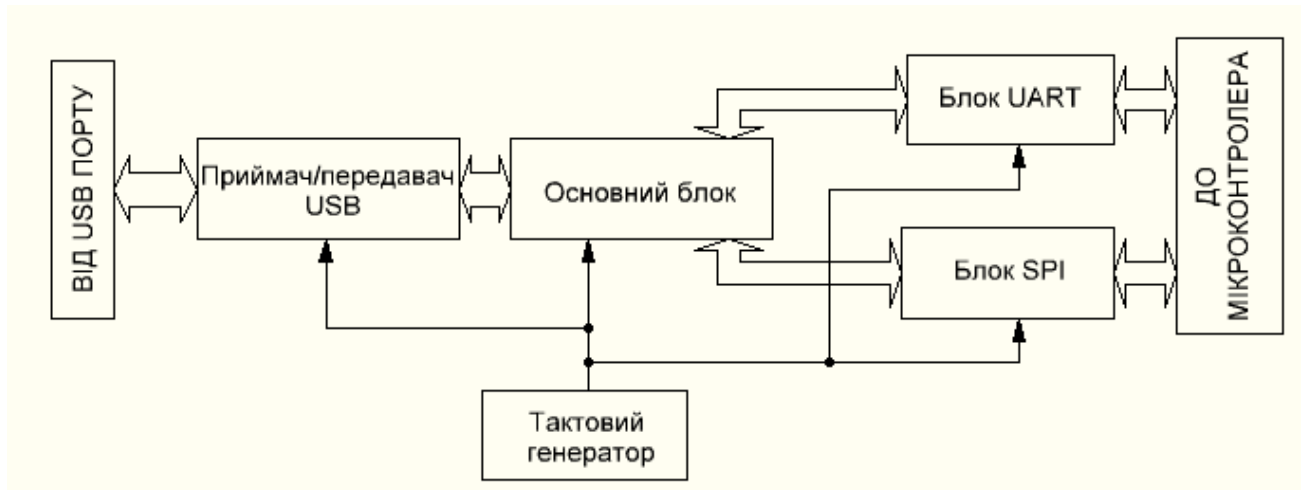 ВІД USB ПОРТУ
Приймач/передавач
USB
Основний блок
Блок UART
Блок SPI
ДО
МІКРОКОНТРОЛЕРА
Тактовий
генератор